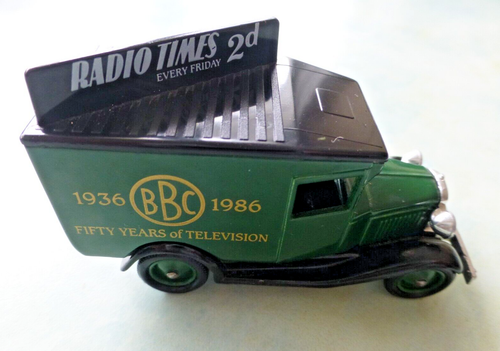 RADIO TIMES 2d
EVERY FRIDAY
1936 BBC 1986
FIFTY YEARS of TELEVISION